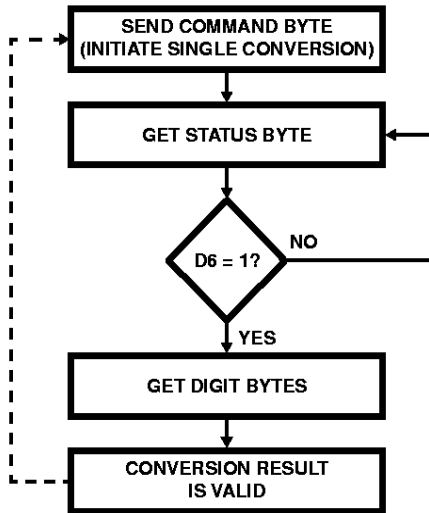 SEND COMMAND BYTE
(INITIATE SINGLE CONVERSION)
GET STATUS BYTE
D6 = 1?
NO
YES
GET DIGIT BYTES
CONVERSION RESULT
IS VALID